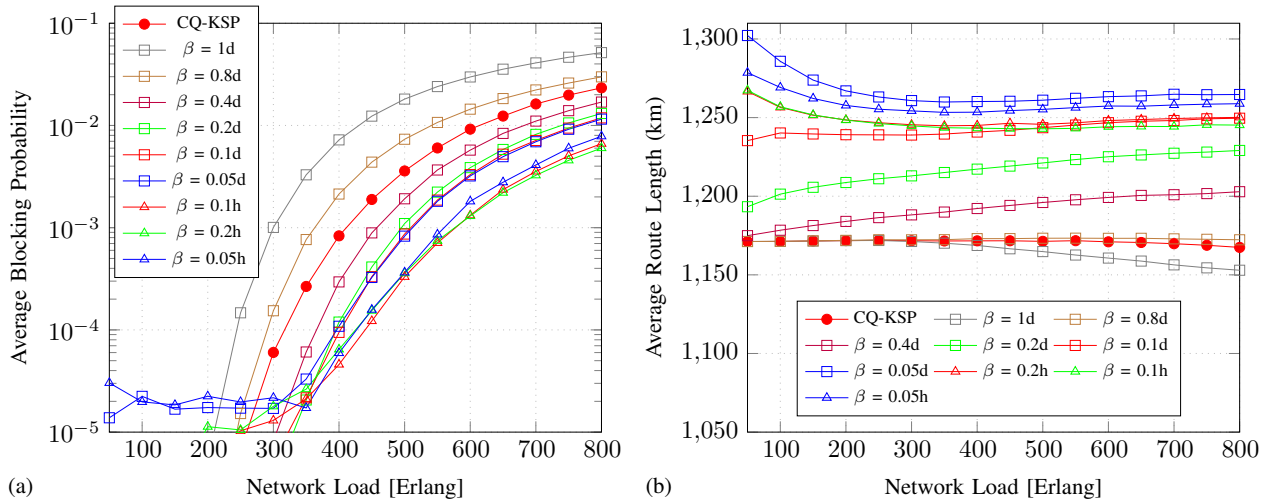 Average Blocking Probability
10⁻¹
10⁻²
10⁻³
10⁻⁴
10⁻⁵
CQ-KSP
β = 1d
β = 0.8d
β = 0.4d
β = 0.2d
β = 0.1d
β = 0.05d
β = 0.1h
β = 0.2h
β = 0.05h
100 200 300 400 500 600 700 800
(a) Network Load [Erlang]
Average Route Length (km)
1,300
1,250
1,200
1,150
1,100
1,050
CQ-KSP β = 1d β = 0.8d
β = 0.4d β = 0.2d β = 0.1d
β = 0.05d β = 0.2h β = 0.1h
β = 0.05h
100 200 300 400 500 600 700 800
(b) Network Load [Erlang]